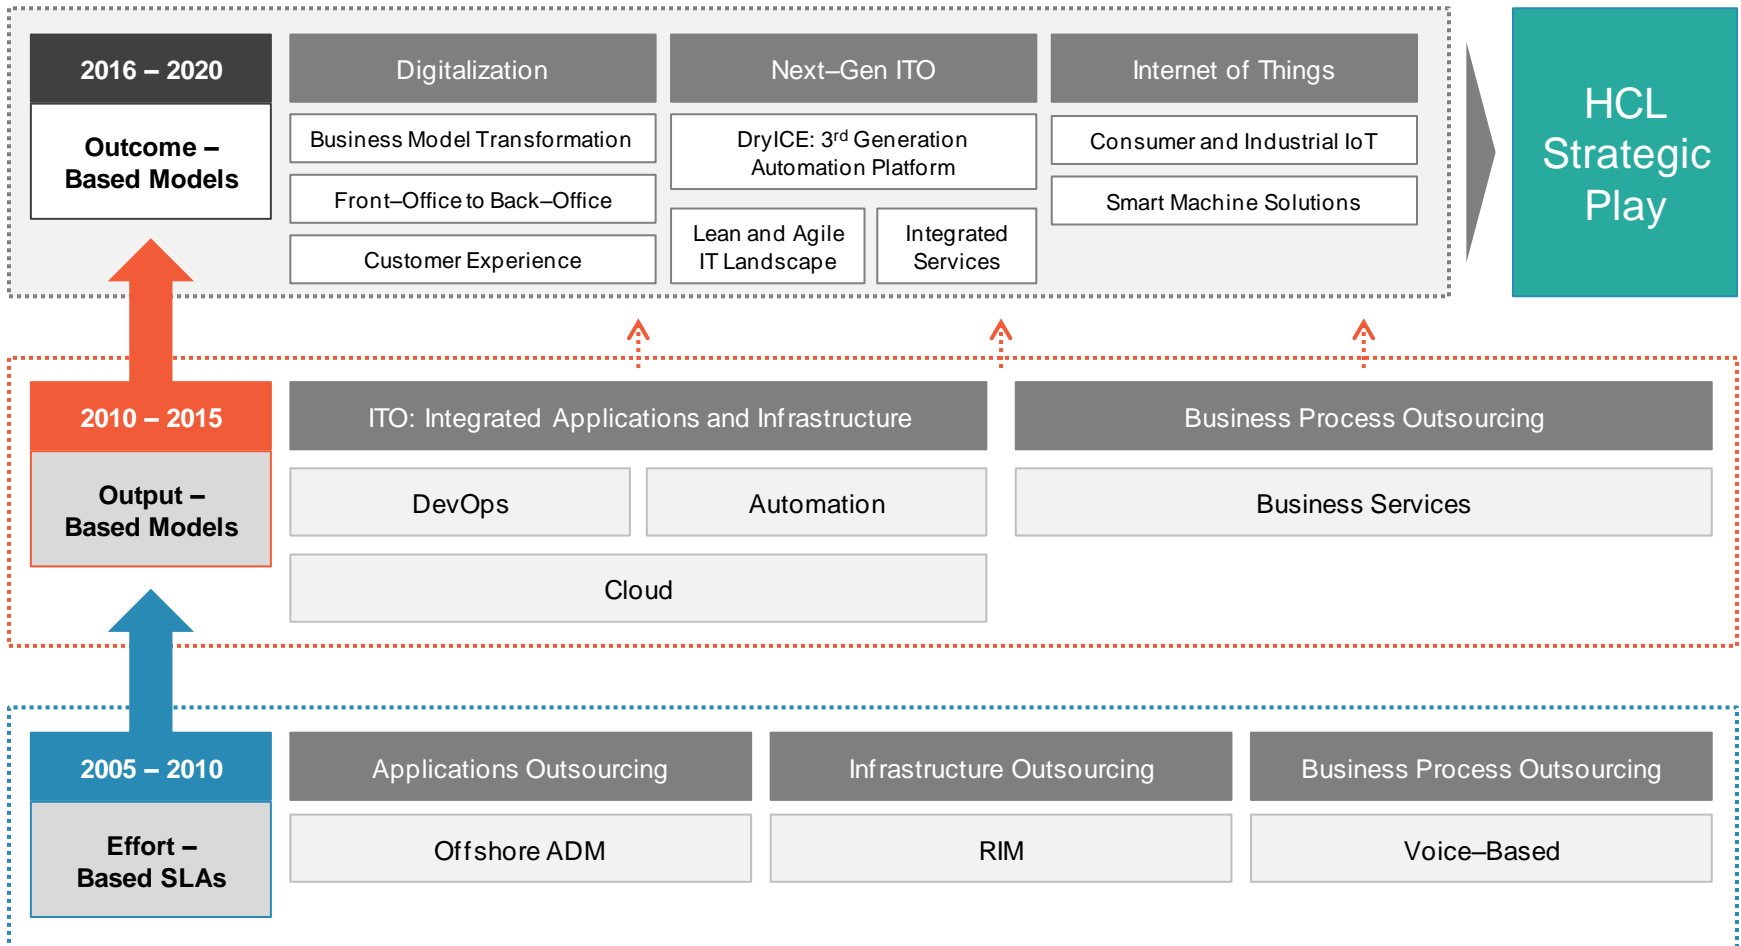 2016 – 2020
Digitalization
Next–Gen ITO
Internet of Things
HCL
Strategic
Play
Outcome –
Based Models
Business Model Transformation
Front–Office to Back–Office
Customer Experience
DryICE: 3rd Generation
Automation Platform
Lean and Agile
IT Landscape
Integrated
Services
Consumer and Industrial IoT
Smart Machine Solutions
2010 – 2015
ITO: Integrated Applications and Infrastructure
Business Process Outsourcing
Output –
Based Models
DevOps
Automation
Business Services
Cloud
2005 – 2010
Applications Outsourcing
Infrastructure Outsourcing
Business Process Outsourcing
Effort –
Based SLAs
Offshore ADM
RIM
Voice–Based